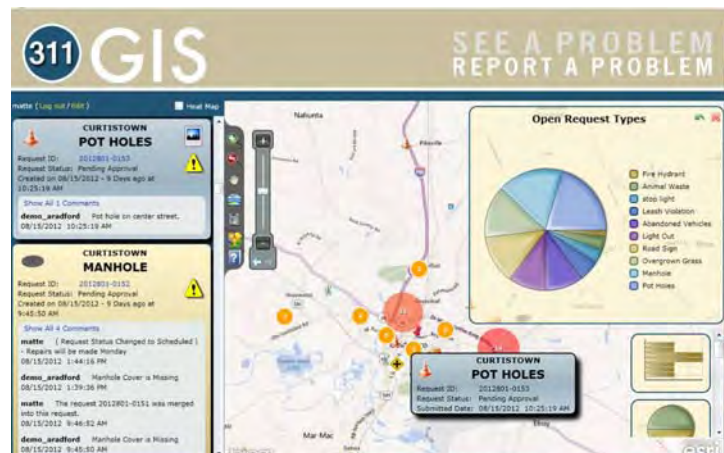 311 GIS
SEE A PROBLEM
REPORT A PROBLEM
matte (Log out / Edit)
Heat Map
CURTISTOWN
POT HOLES
Request ID: 2012801-0153
Request Status: Pending Approval
Created on 08/15/2012 - 9 Days ago at
10:25:19 AM
Show All 1 Comments
demo_aradford Pot hole on center street.
08/15/2012 10:25:19 AM
CURTISTOWN
MANHOLE
Request ID: 2012801-0152
Request Status: Pending Approval
Created on 08/15/2012 - 9 Days ago at
9:45:50 AM
Show All 4 Comments
matte ( Request Status Changed to Scheduled )
- Repairs will be made Monday
08/15/2012 1:44:16 PM
demo_aradford Manhole Cover is Missing
08/15/2012 1:39:36 PM
matte The request 2012801-0151 was merged
into this request.
08/15/2012 9:46:52 AM
demo_aradford Manhole Cover is Missing
08/15/2012 9:45:50 AM
Nahunta
Pikeville
Mar-Mac
Elroy
Open Request Types
Fire Hydrant
Animal Waste
stop light
Leash Violation
Abandoned Vehicles
Light Out
Road Sign
Overgrown Grass
Manhole
Pot Holes
CURTISTOWN
POT HOLES
Request ID: 2012801-0153
Request Status: Pending Approval
Submitted Date: 08/15/2012 10:25:19 AM
esri